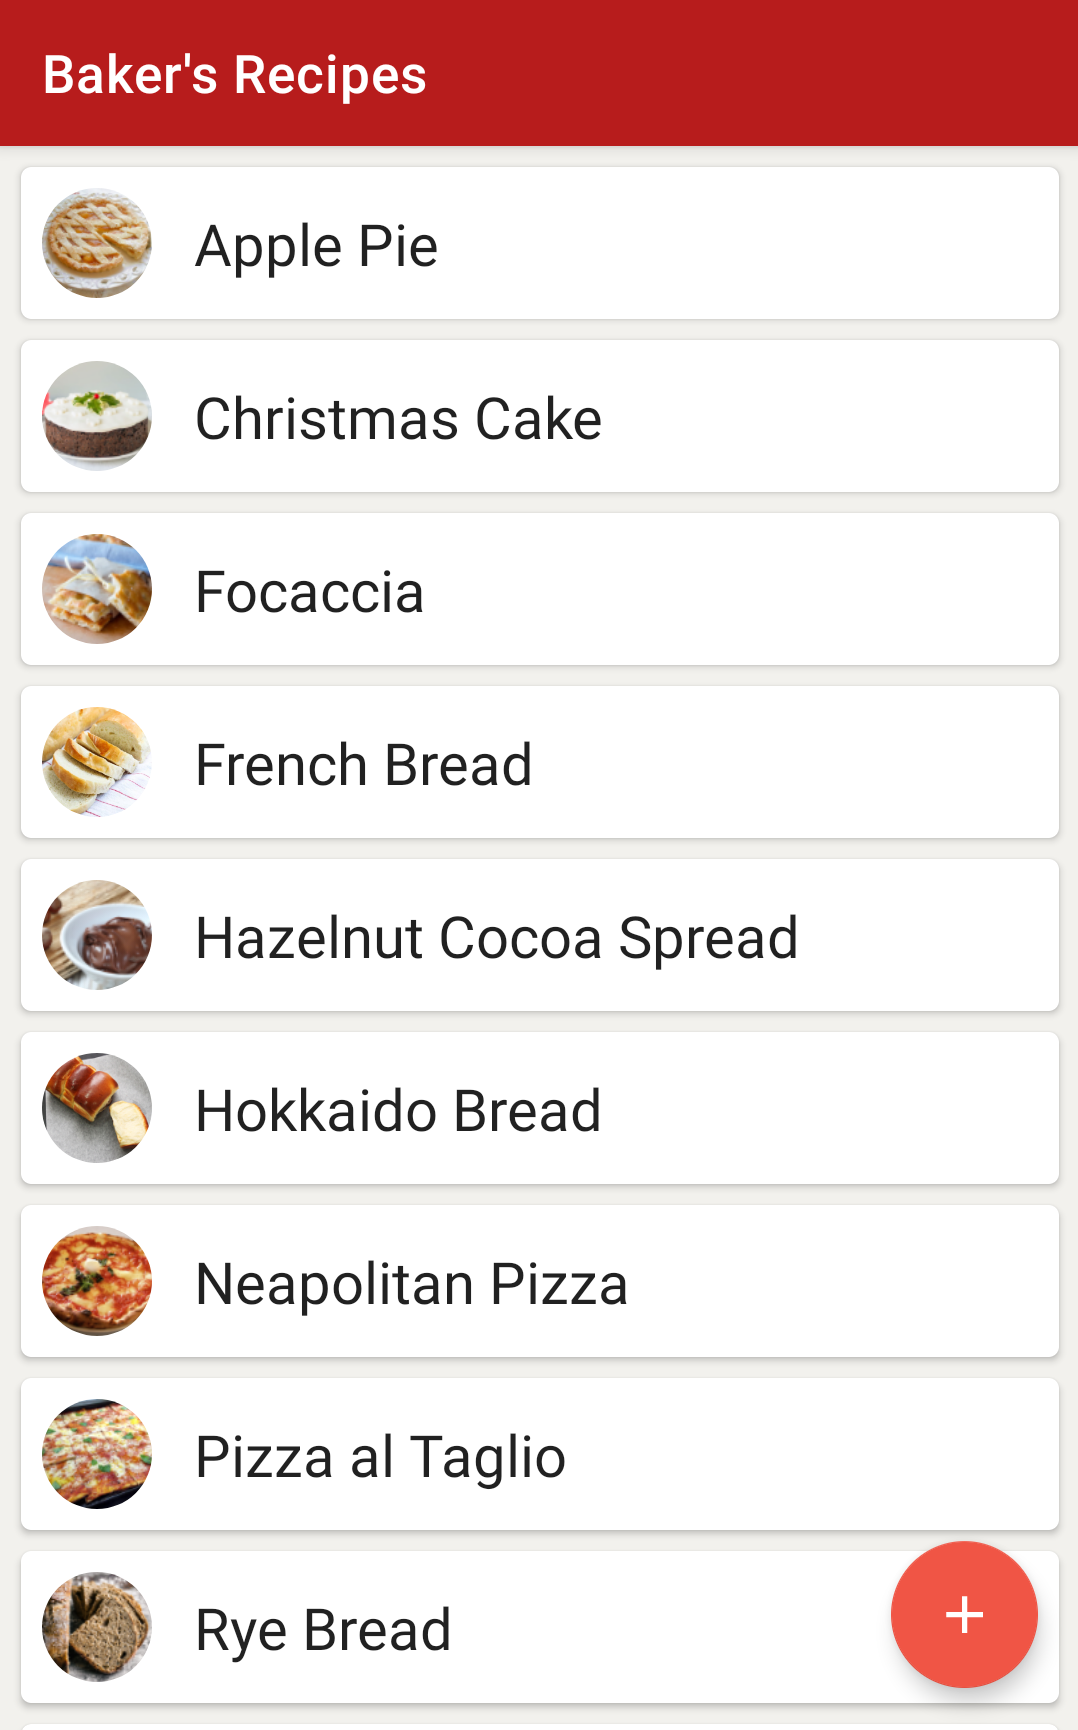 Baker's Recipes
Apple Pie
Christmas Cake
Focaccia
French Bread
Hazelnut Cocoa Spread
Hokkaido Bread
Neapolitan Pizza
Pizza al Taglio
Rye Bread
+